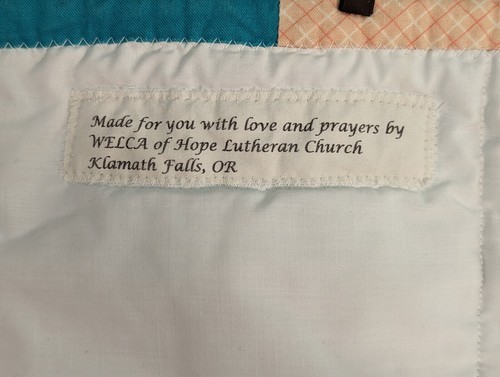 Made for you with love and prayers by
WELCA of Hope Lutheran Church
Klamath Falls, OR